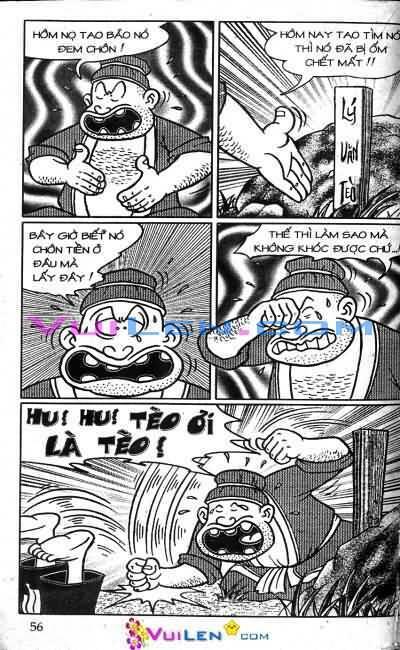 HÔM NỌ TAO BẢO NÓ
ĐEM CHÔN !
HÔM NAY TAO TÌM NÓ
THÌ NÓ ĐÃ BỊ ỐM
CHẾT MẤT !!
LÝ
VĂN
TÈO
BÂY GIỜ BIẾT NÓ
CHÔN TIỀN Ở
ĐÂU MÀ
LẤY ĐÂY !
THẾ THÌ LÀM SAO MÀ
KHÔNG KHÓC ĐƯỢC CHỨ...
VuiLen.com
HU! HU! TÈO ƠI
LÀ TÈO !
56
VuiLen.com